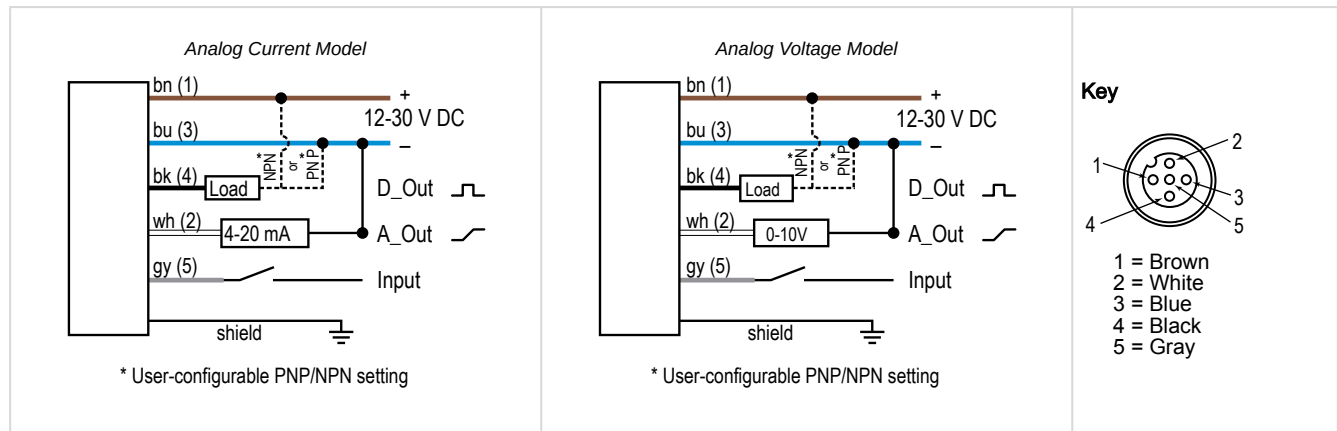 Analog Current Model
bn (1)
+
12-30 V DC
bu (3)
–
NPN
*
or
*
PNP
bk (4)
Load
D_Out
wh (2)
4-20 mA
A_Out
gy (5)
Input
shield
* User-configurable PNP/NPN setting
Analog Voltage Model
bn (1)
+
12-30 V DC
bu (3)
–
NPN
*
or
*
PNP
bk (4)
Load
D_Out
wh (2)
0-10V
A_Out
gy (5)
Input
shield
* User-configurable PNP/NPN setting
Key
2
1
3
4
5
1 = Brown
2 = White
3 = Blue
4 = Black
5 = Gray